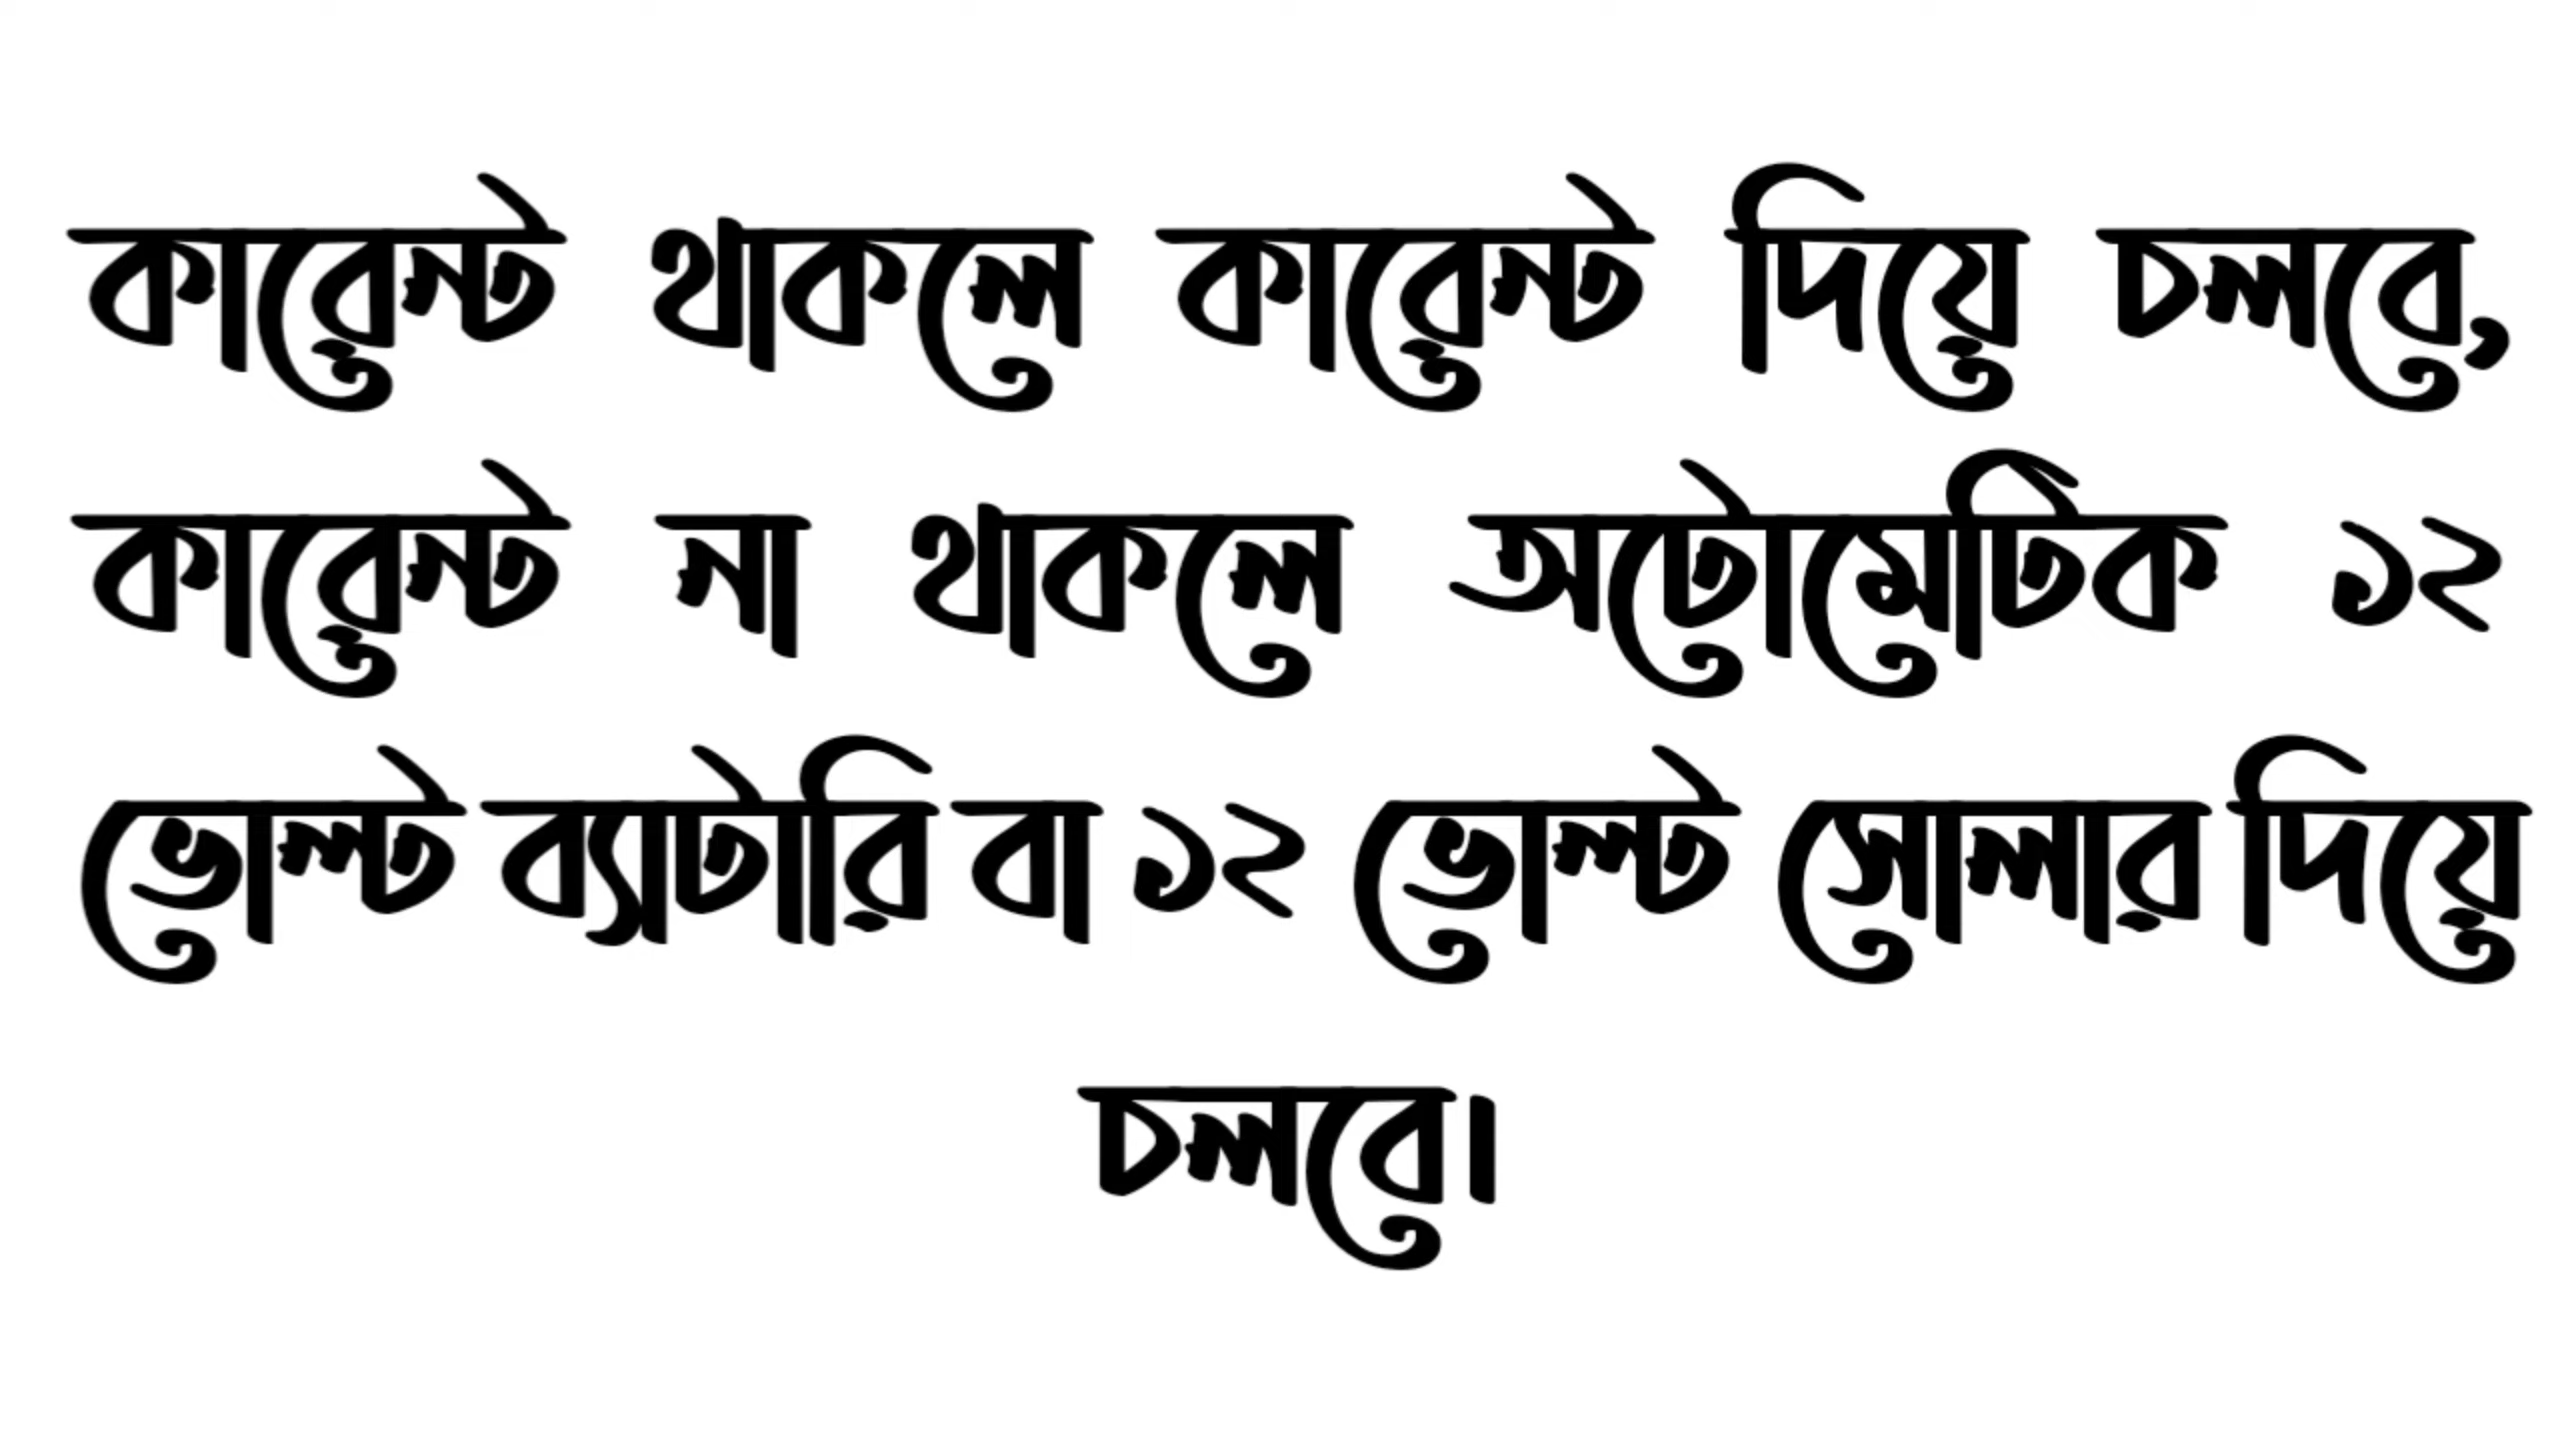 কারেন্ট থাকলে কারেন্ট দিয়ে চলবে,
কারেন্ট না থাকলে অটোমেটিক ১২
ভোল্ট ব্যাটারি বা ১২ ভোল্ট সোলার দিয়ে
চলবে।